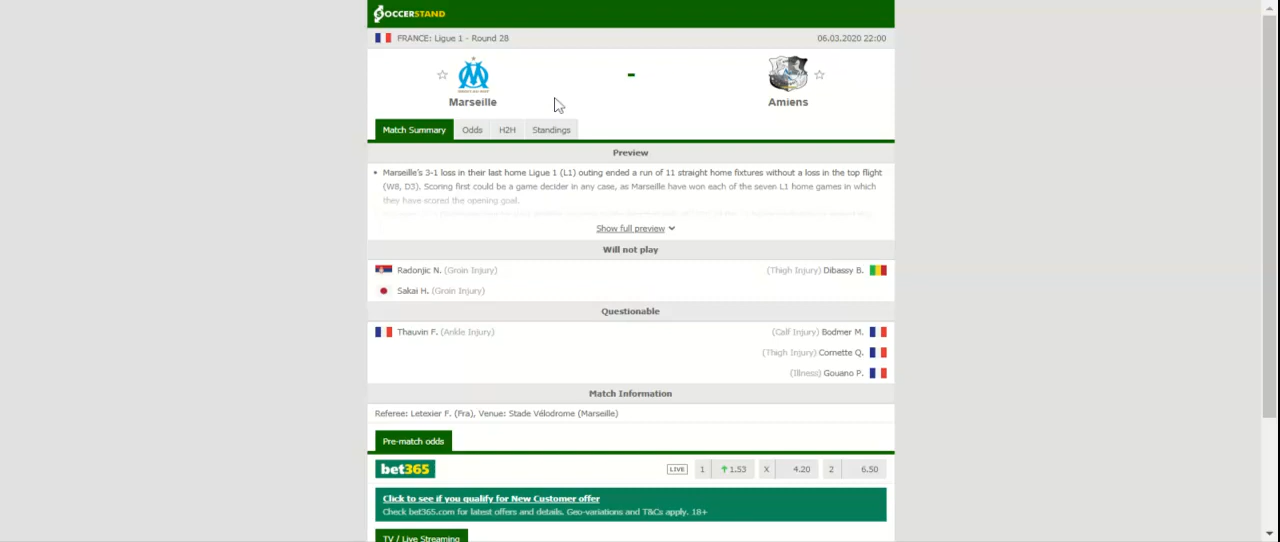 SOCCERSTAND
FRANCE: Ligue 1 - Round 28 06.03.2020 22:00
-
Marseille Amiens
Match Summary Odds H2H Standings
Preview
• Marseille's 3-1 loss in their last home Ligue 1 (L1) outing ended a run of 11 straight home fixtures without a loss in the top flight
(W8, D3). Scoring first could be a game decider in any case, as Marseille have won each of the seven L1 home games in which
they have scored the opening goal.
Show full preview
Will not play
Radonjic N. (Groin Injury) (Thigh Injury) Dibassy B.
Sakai H. (Groin Injury)
Questionable
Thauvin F. (Ankle Injury) (Calf Injury) Bodmer M.
(Thigh Injury) Cornette Q.
(Illness) Gouano P.
Match Information
Referee: Letexier F. (Fra), Venue: Stade Vélodrome (Marseille)
Pre-match odds
bet365 LIVE 1 1.53 X 4.20 2 6.50
Click to see if you qualify for New Customer offer
Check bet365.com for latest offers and details. Geo-variations and T&Cs apply. 18+
TV / Live Streaming